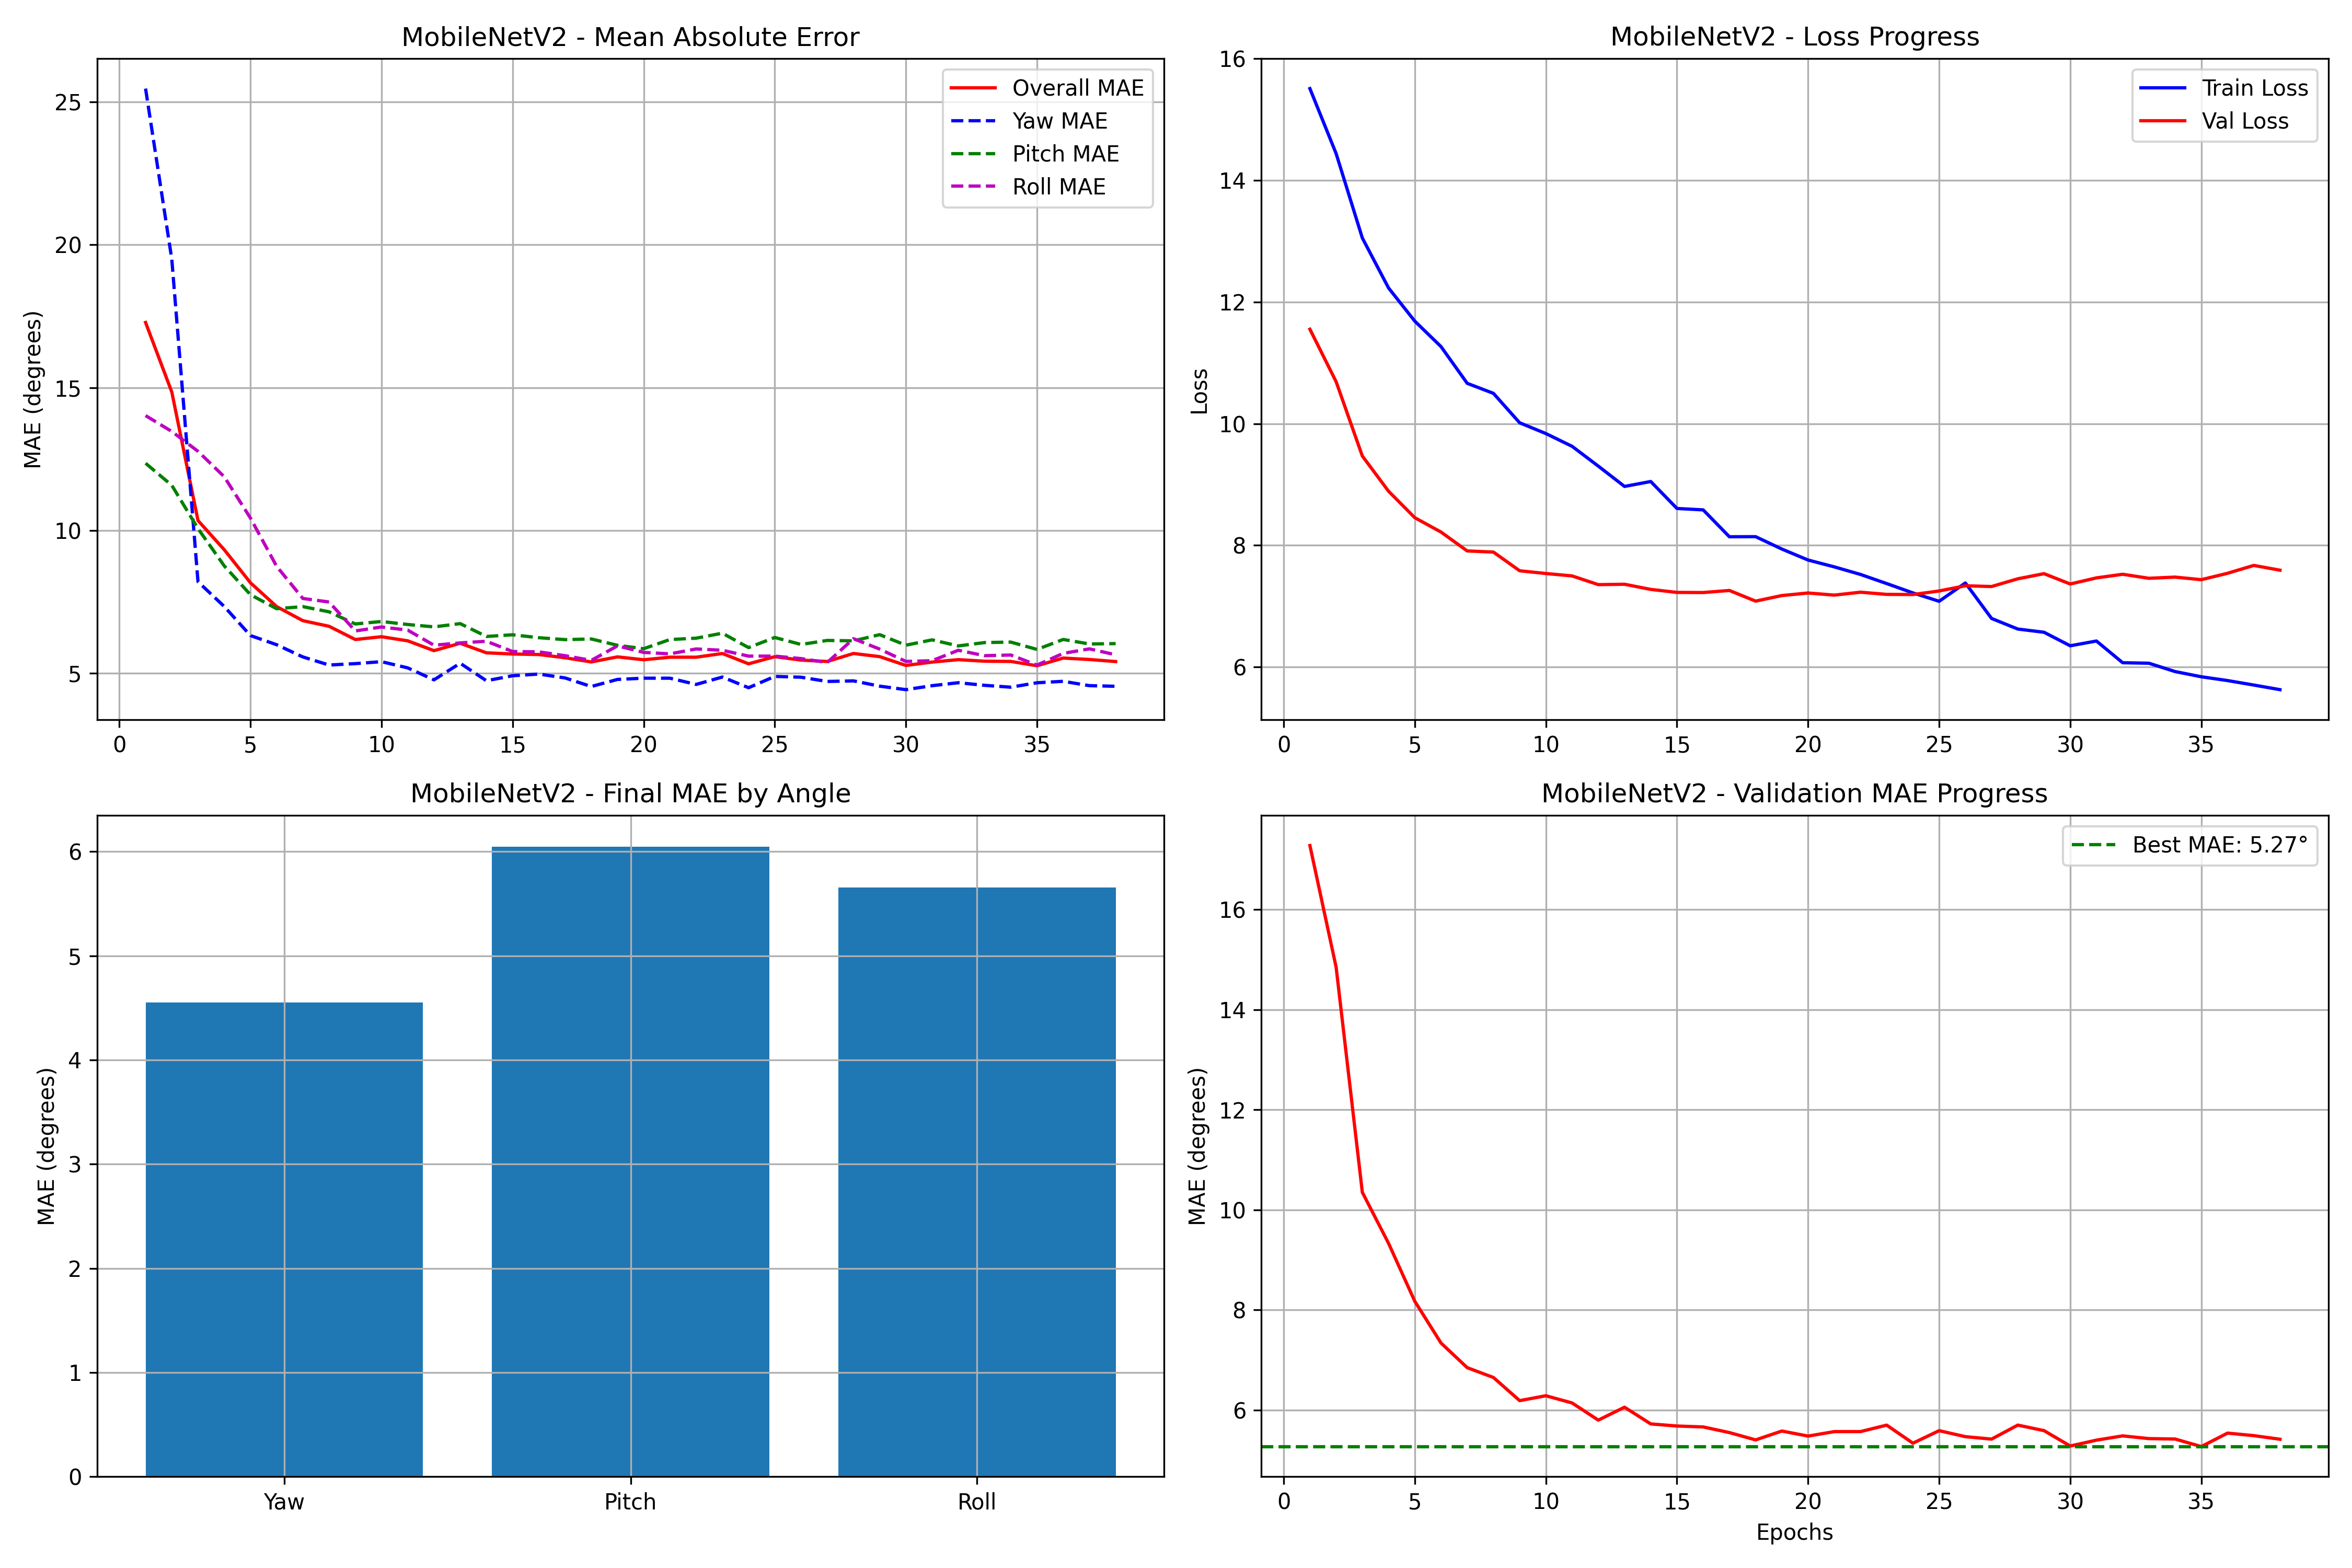 MobileNetV2 - Mean Absolute Error
MAE (degrees)
25
20
15
10
5
0 5 10 15 20 25 30 35
Overall MAE
Yaw MAE
Pitch MAE
Roll MAE
MobileNetV2 - Loss Progress
Loss
16
14
12
10
8
6
0 5 10 15 20 25 30 35
Train Loss
Val Loss
MobileNetV2 - Final MAE by Angle
MAE (degrees)
6
5
4
3
2
1
0
Yaw Pitch Roll
MobileNetV2 - Validation MAE Progress
MAE (degrees)
16
14
12
10
8
6
0 5 10 15 20 25 30 35
Epochs
Best MAE: 5.27°